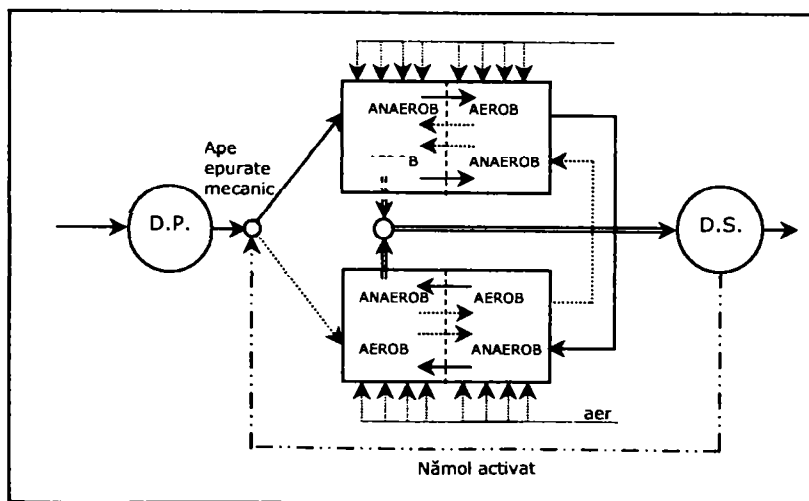 ANAEROB AEROB
ANAEROB
Ape
epurate
mecanic
D.P.
D.S.
ANAEROB AEROB
AEROB ANAEROB
aer
Nămol activat